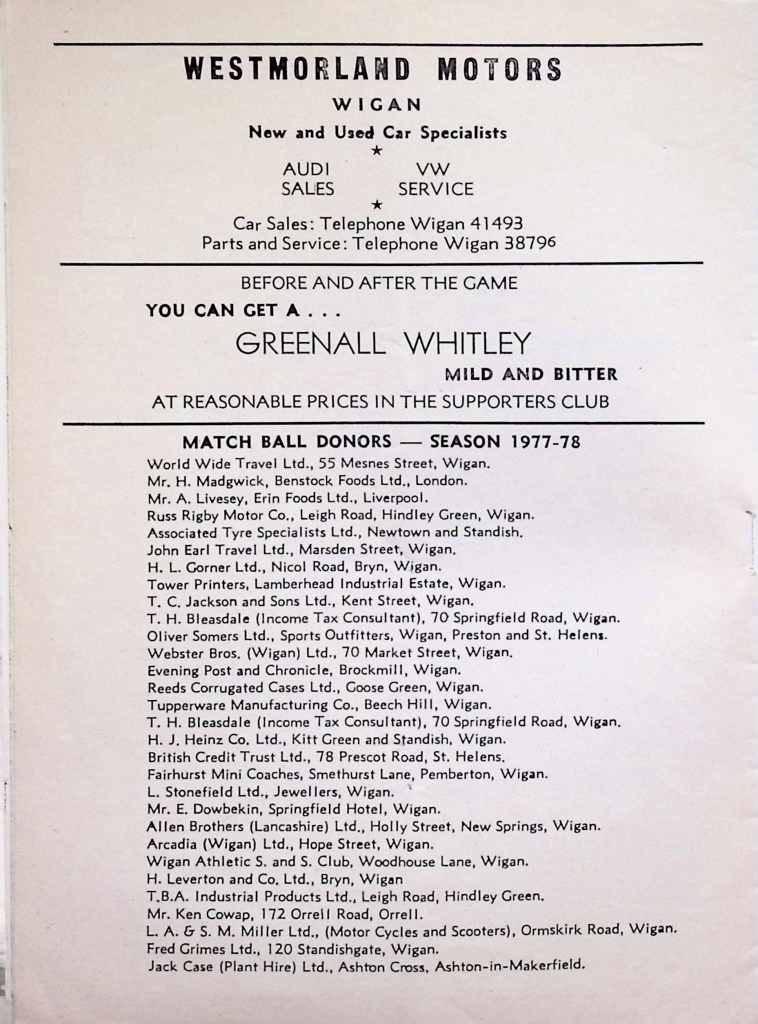 WESTMORLAND MOTORS
WIGAN
New and Used Car Specialists
★
AUDI VW
SALES SERVICE
★
Car Sales: Telephone Wigan 41493
Parts and Service: Telephone Wigan 38796
BEFORE AND AFTER THE GAME
YOU CAN GET A . . .
GREENALL WHITLEY
MILD AND BITTER
AT REASONABLE PRICES IN THE SUPPORTERS CLUB
MATCH BALL DONORS — SEASON 1977-78
World Wide Travel Ltd., 55 Mesnes Street, Wigan.
Mr. H. Madgwick, Benstock Foods Ltd., London.
Mr. A. Livesey, Erin Foods Ltd., Liverpool.
Russ Rigby Motor Co., Leigh Road, Hindley Green, Wigan.
Associated Tyre Specialists Ltd., Newtown and Standish.
John Earl Travel Ltd., Marsden Street, Wigan.
H. L. Gorner Ltd., Nicol Road, Bryn, Wigan.
Tower Printers, Lamberhead Industrial Estate, Wigan.
T. C. Jackson and Sons Ltd., Kent Street, Wigan.
T. H. Bleasdale (Income Tax Consultant), 70 Springfield Road, Wigan.
Oliver Somers Ltd., Sports Outfitters, Wigan, Preston and St. Helens.
Webster Bros. (Wigan) Ltd., 70 Market Street, Wigan.
Evening Post and Chronicle, Brockmill, Wigan.
Reeds Corrugated Cases Ltd., Goose Green, Wigan.
Tupperware Manufacturing Co., Beech Hill, Wigan.
T. H. Bleasdale (Income Tax Consultant), 70 Springfield Road, Wigan.
H. J. Heinz Co. Ltd., Kitt Green and Standish, Wigan.
British Credit Trust Ltd., 78 Prescot Road, St. Helens.
Fairhurst Mini Coaches, Smethurst Lane, Pemberton, Wigan.
L. Stonefield Ltd., Jewellers, Wigan.
Mr. E. Dowbekin, Springfield Hotel, Wigan.
Allen Brothers (Lancashire) Ltd., Holly Street, New Springs, Wigan.
Arcadia (Wigan) Ltd., Hope Street, Wigan.
Wigan Athletic S. and S. Club, Woodhouse Lane, Wigan.
H. Leverton and Co. Ltd., Bryn, Wigan
T.B.A. Industrial Products Ltd., Leigh Road, Hindley Green.
Mr. Ken Cowap, 172 Orrell Road, Orrell.
L. A. & S. M. Miller Ltd., (Motor Cycles and Scooters), Ormskirk Road, Wigan.
Fred Grimes Ltd., 120 Standishgate, Wigan.
Jack Case (Plant Hire) Ltd., Ashton Cross, Ashton-in-Makerfield.